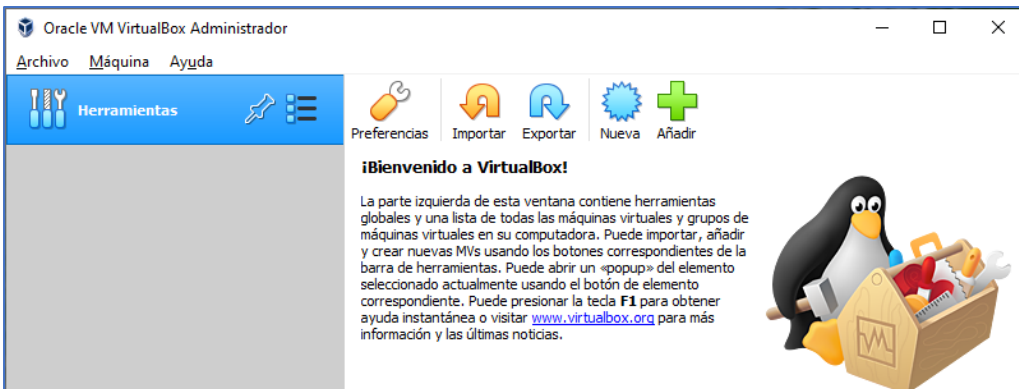 Oracle VM VirtualBox Administrador
Archivo Máquina Ayuda
Herramientas
Preferencias Importar Exportar Nueva Añadir
¡Bienvenido a VirtualBox!
La parte izquierda de esta ventana contiene herramientas
globales y una lista de todas las máquinas virtuales y grupos de
máquinas virtuales en su computadora. Puede importar, añadir
y crear nuevas MVs usando los botones correspondientes de la
barra de herramientas. Puede abrir un «popup» del elemento
seleccionado actualmente usando el botón de elemento
correspondiente. Puede presionar la tecla F1 para obtener
ayuda instantánea o visitar www.virtualbox.org para más
información y las últimas noticias.